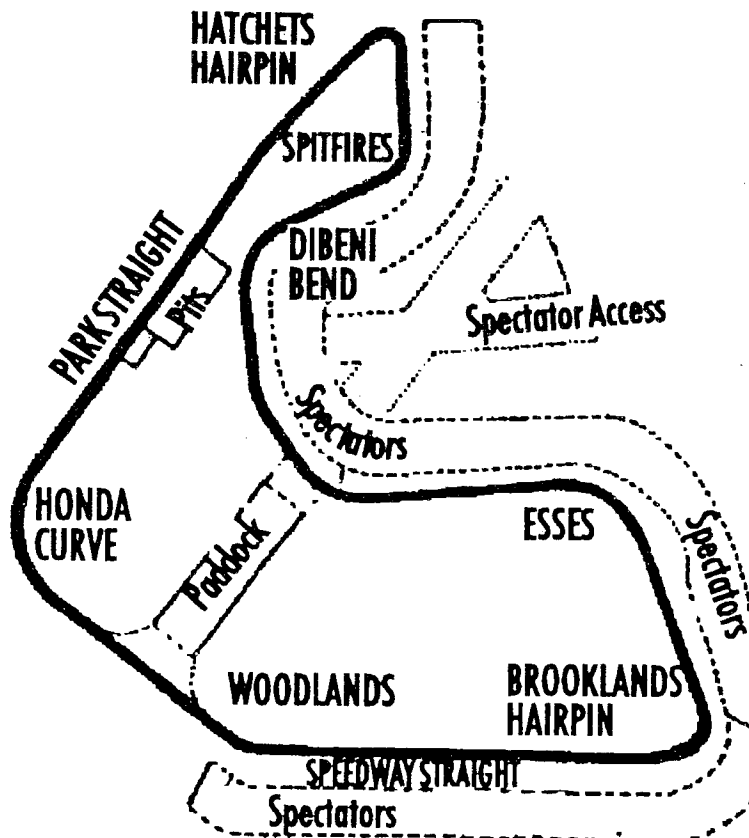 HATCHETS
HAIRPIN
SPITFIRES
DIBENI
BEND
PARK STRAIGHT
Pits
Spectator Access
Spectators
HONDA
CURVE
Paddock
ESSES
Spectators
WOODLANDS
BROOKLANDS
HAIRPIN
SPEEDWAY STRAIGHT
Spectators